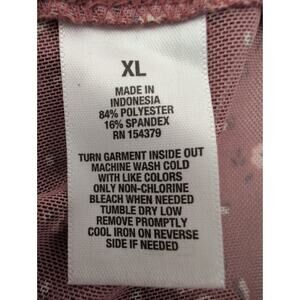 XL
MADE IN
INDONESIA
84% POLYESTER
16% SPANDEX
RN 154379
TURN GARMENT INSIDE OUT
MACHINE WASH COLD
WITH LIKE COLORS
ONLY NON-CHLORINE
BLEACH WHEN NEEDED
TUMBLE DRY LOW
REMOVE PROMPTLY
COOL IRON ON REVERSE
SIDE IF NEEDED